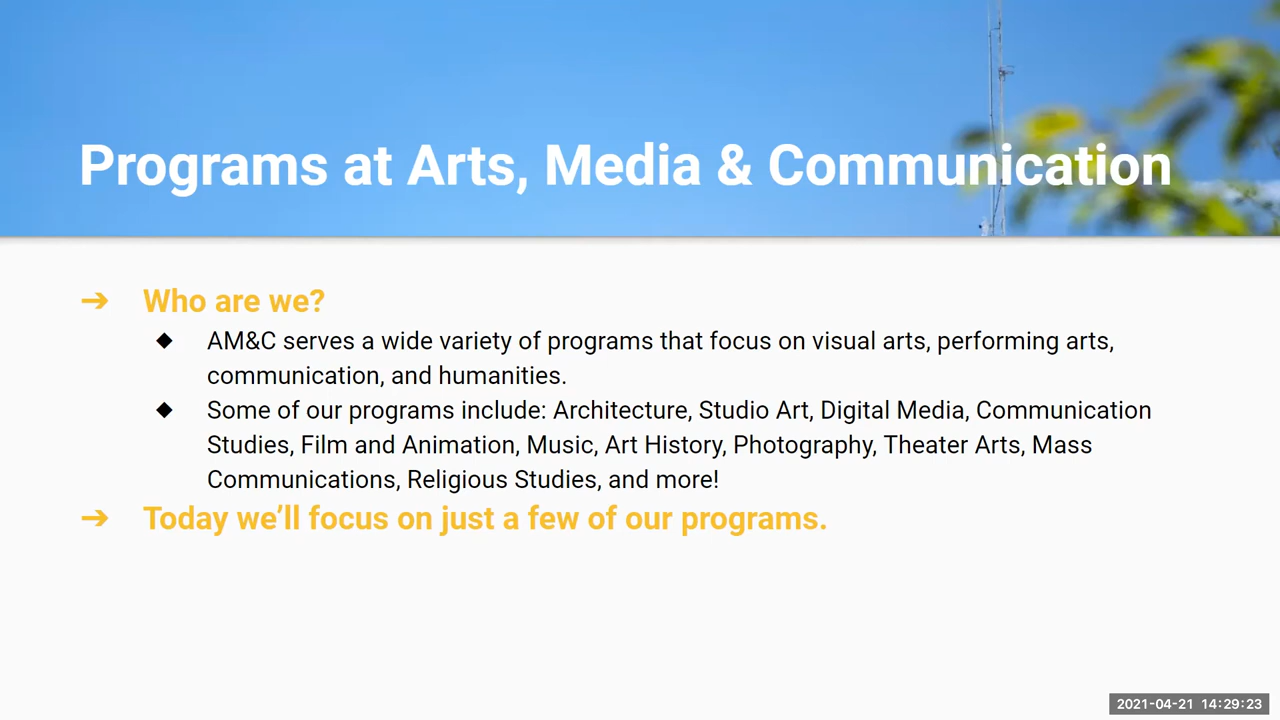 Programs at Arts, Media & Communication
➔ Who are we?
◆ AM&C serves a wide variety of programs that focus on visual arts, performing arts,
communication, and humanities.
◆ Some of our programs include: Architecture, Studio Art, Digital Media, Communication
Studies, Film and Animation, Music, Art History, Photography, Theater Arts, Mass
Communications, Religious Studies, and more!
➔ Today we’ll focus on just a few of our programs.
2021-04-21 14:29:23